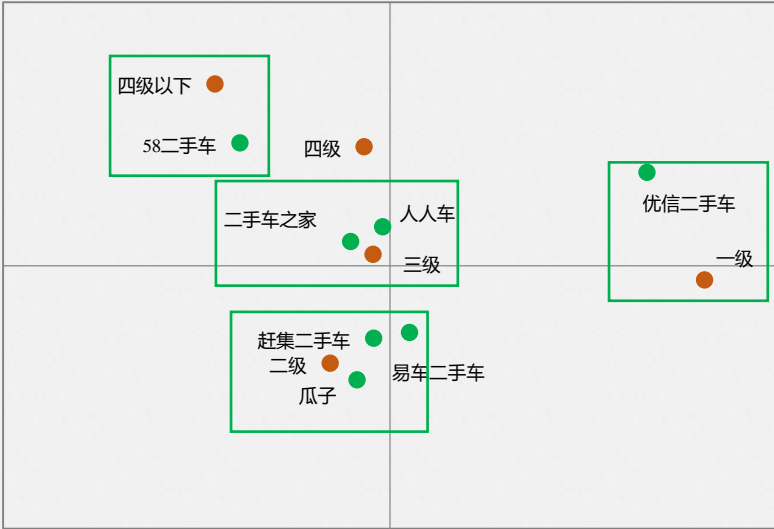 四级以下
58二手车
四级
优信二手车
二手车之家
人人车
一级
三级
赶集二手车
二级
易车二手车
瓜子